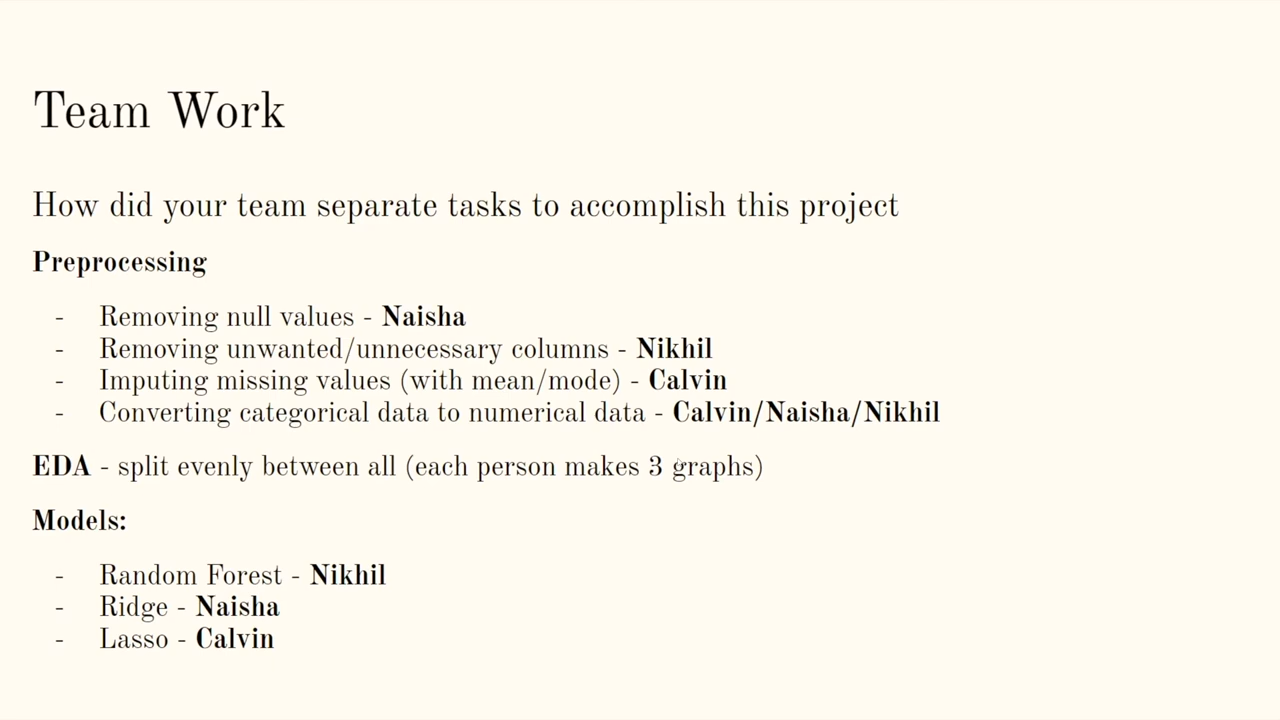 Team Work
How did your team separate tasks to accomplish this project
Preprocessing
- Removing null values - Naisha
- Removing unwanted/unnecessary columns - Nikhil
- Imputing missing values (with mean/mode) - Calvin
- Converting categorical data to numerical data - Calvin/Naisha/Nikhil
EDA - split evenly between all (each person makes 3 graphs)
Models:
- Random Forest - Nikhil
- Ridge - Naisha
- Lasso - Calvin